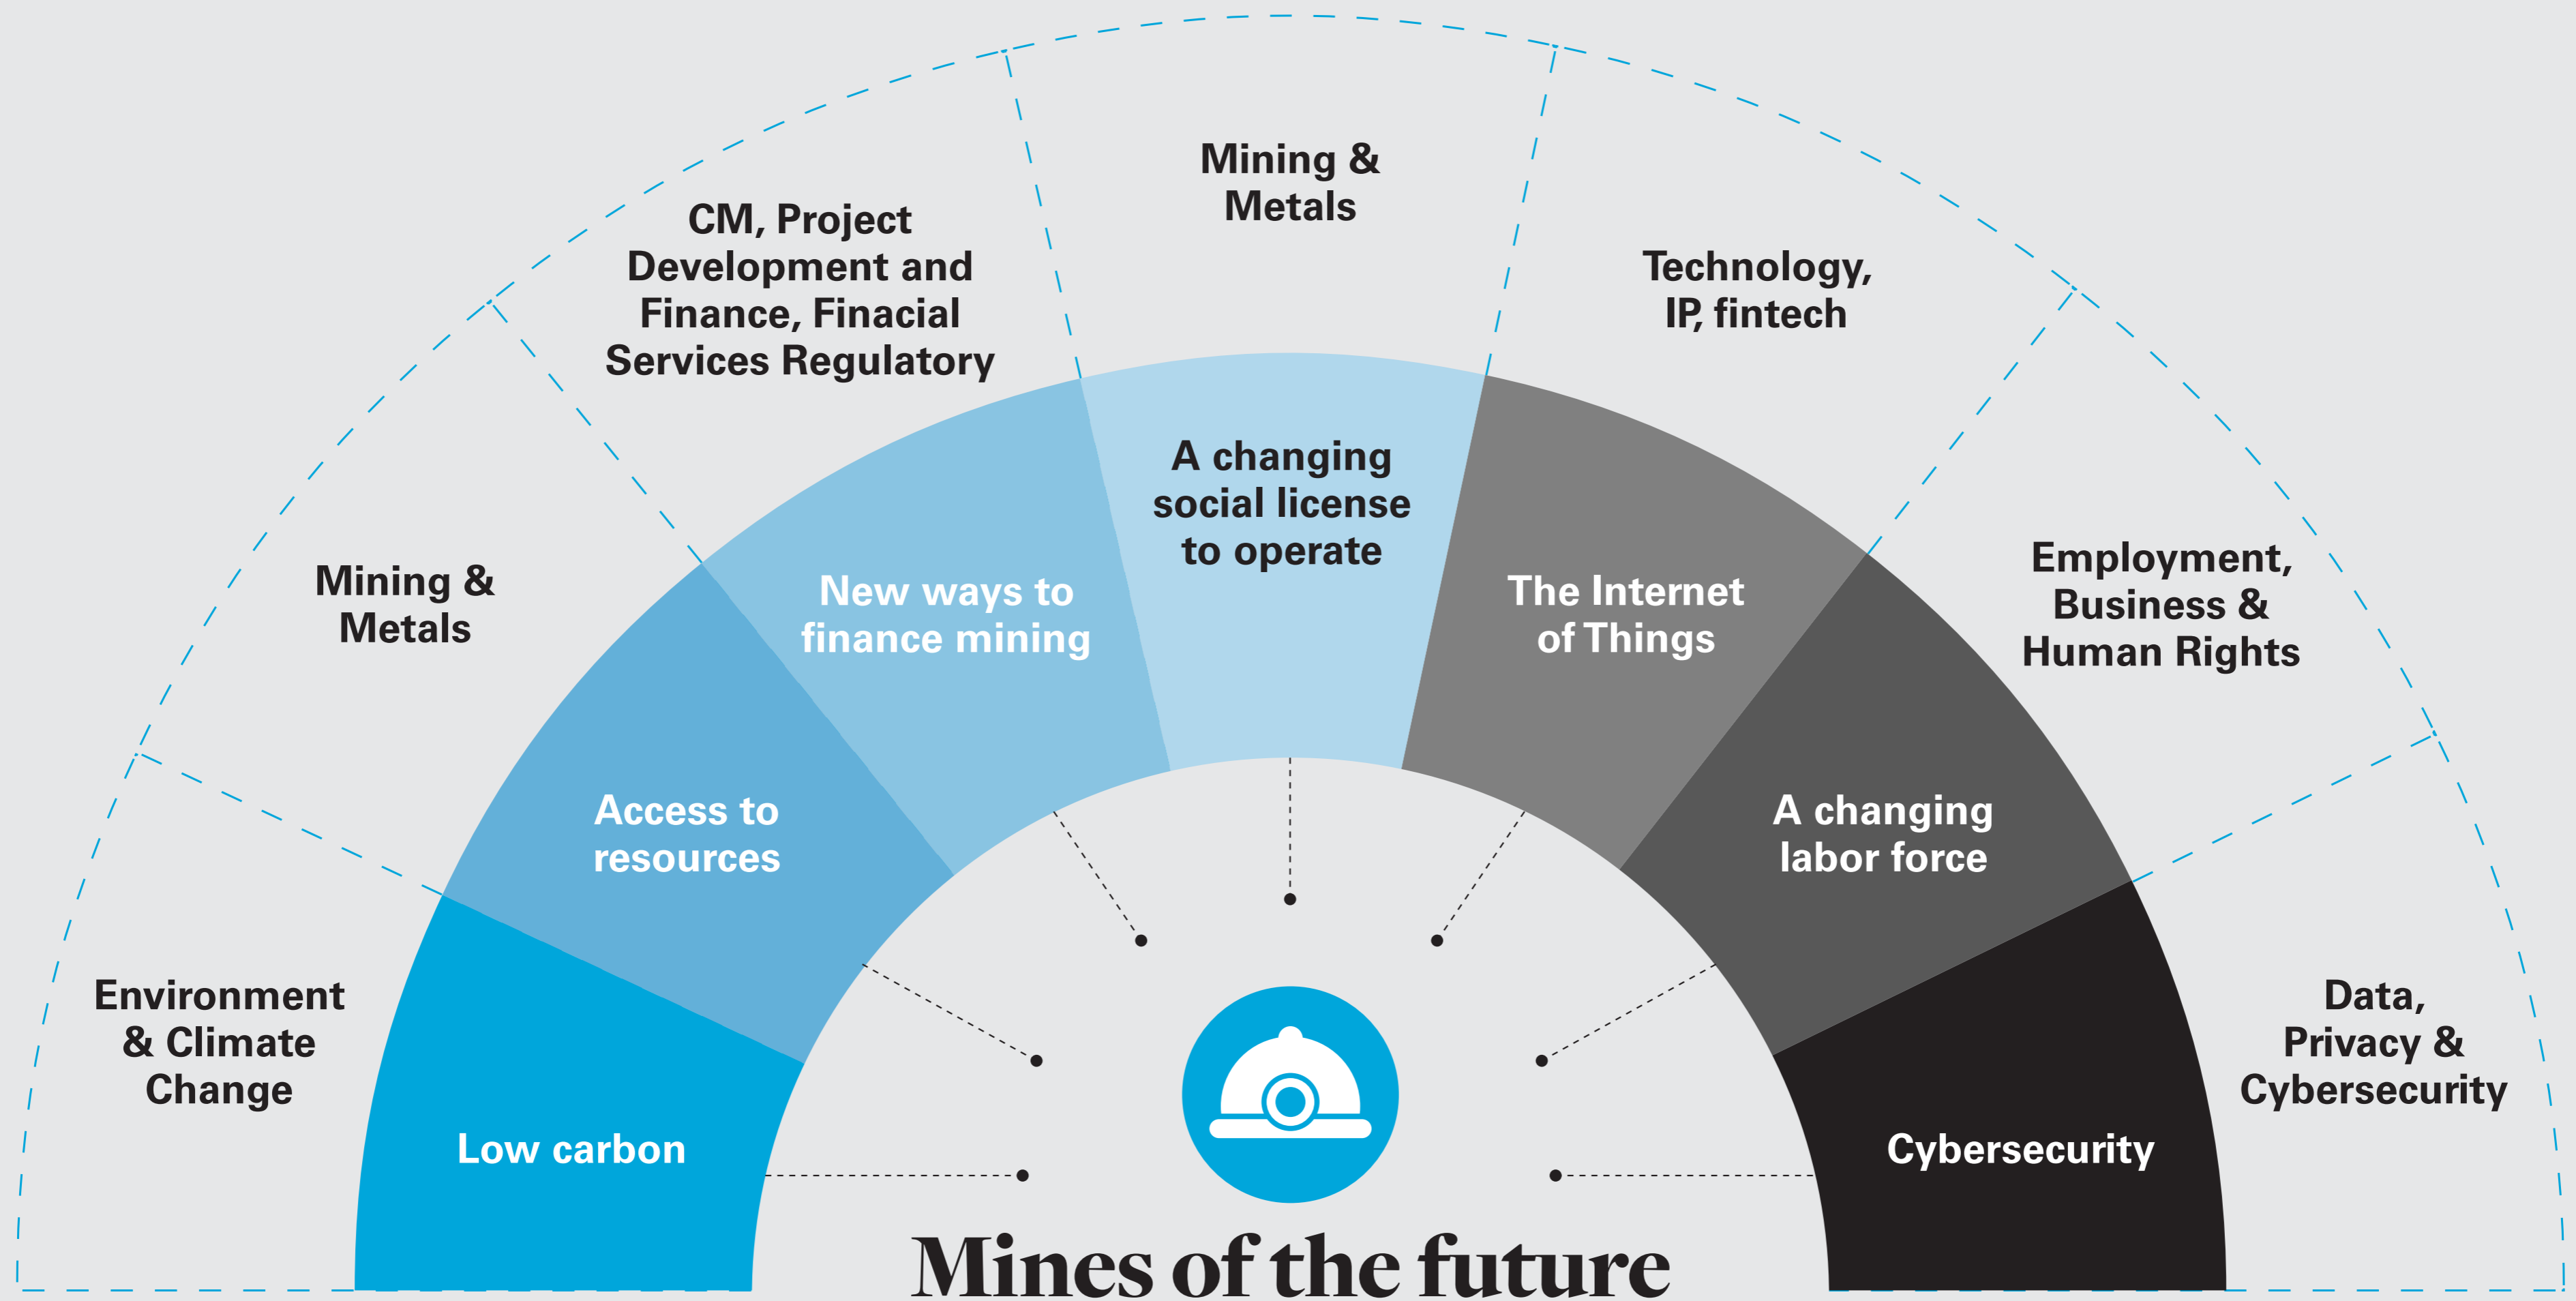 Mining &
Metals
CM, Project
Development and
Finance, Finacial
Services Regulatory
Technology,
IP, fintech
A changing
social license
to operate
Mining &
Metals
New ways to
finance mining
The Internet
of Things
Employment,
Business &
Human Rights
Access to
resources
A changing
labor force
Environment
& Climate
Change
Low carbon
Cybersecurity
Data,
Privacy &
Cybersecurity
Mines of the future